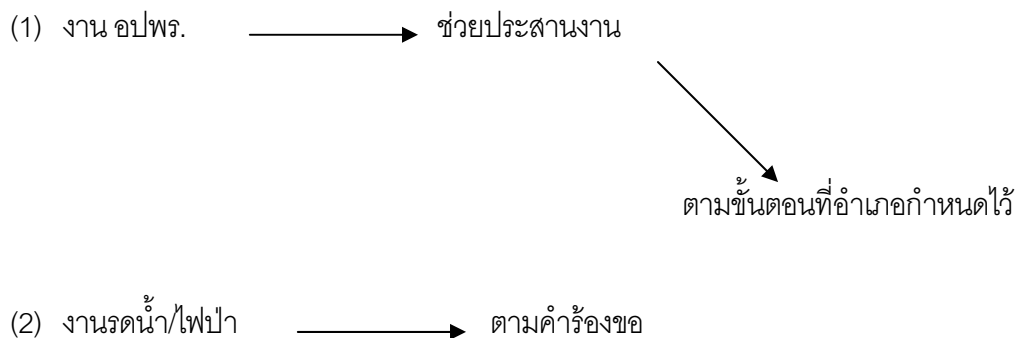 (1) งาน อปพร. ช่วยประสานงาน
ตามขั้นตอนที่อำเภอกำหนดไว้
(2) งานรดน้ำ/ไฟป่า ตามคำร้องขอ